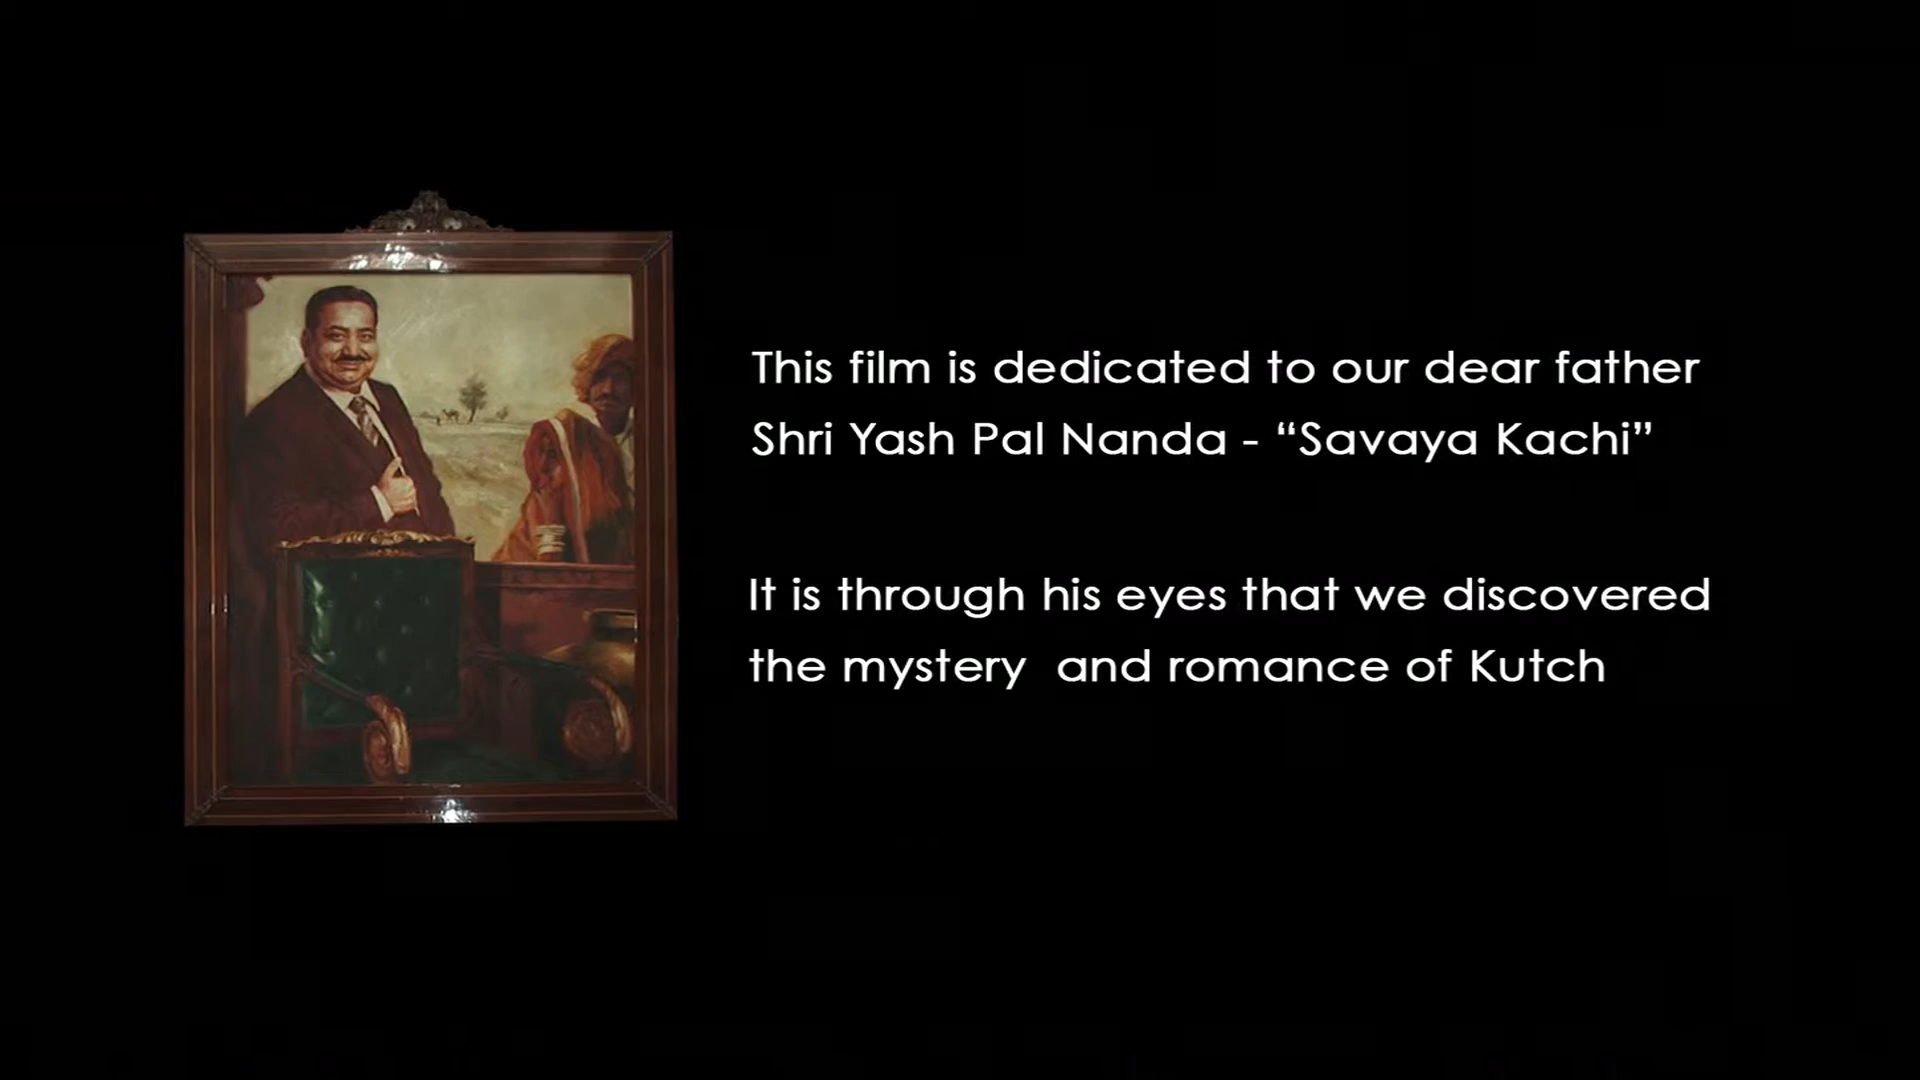 This film is dedicated to our dear father
Shri Yash Pal Nanda - “Savaya Kachi”
It is through his eyes that we discovered
the mystery  and romance of Kutch